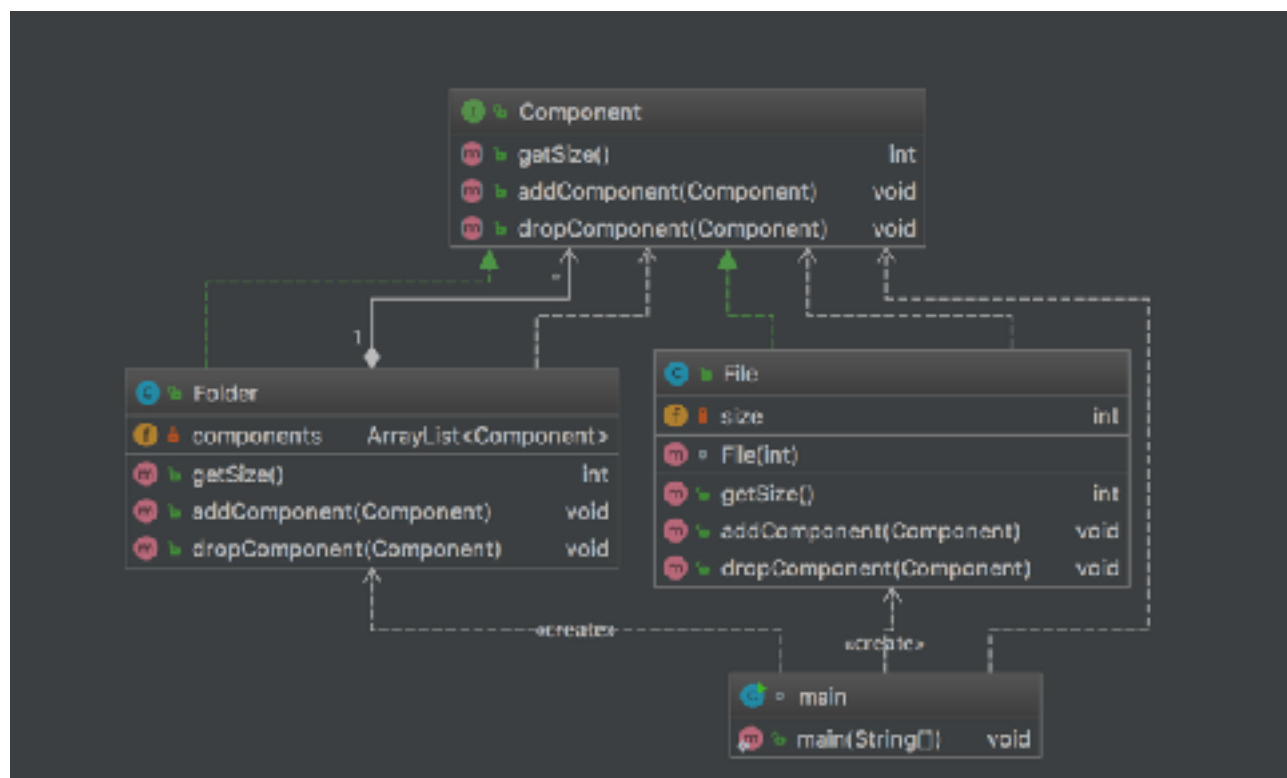 Component
getSize() int
addComponent(Component) void
dropComponent(Component) void
*
1
Folder
components ArrayList<Component>
getSize() int
addComponent(Component) void
dropComponent(Component) void
File
size int
File(int)
getSize() int
addComponent(Component) void
dropComponent(Component) void
«create»
«create»
main
main(String[]) void